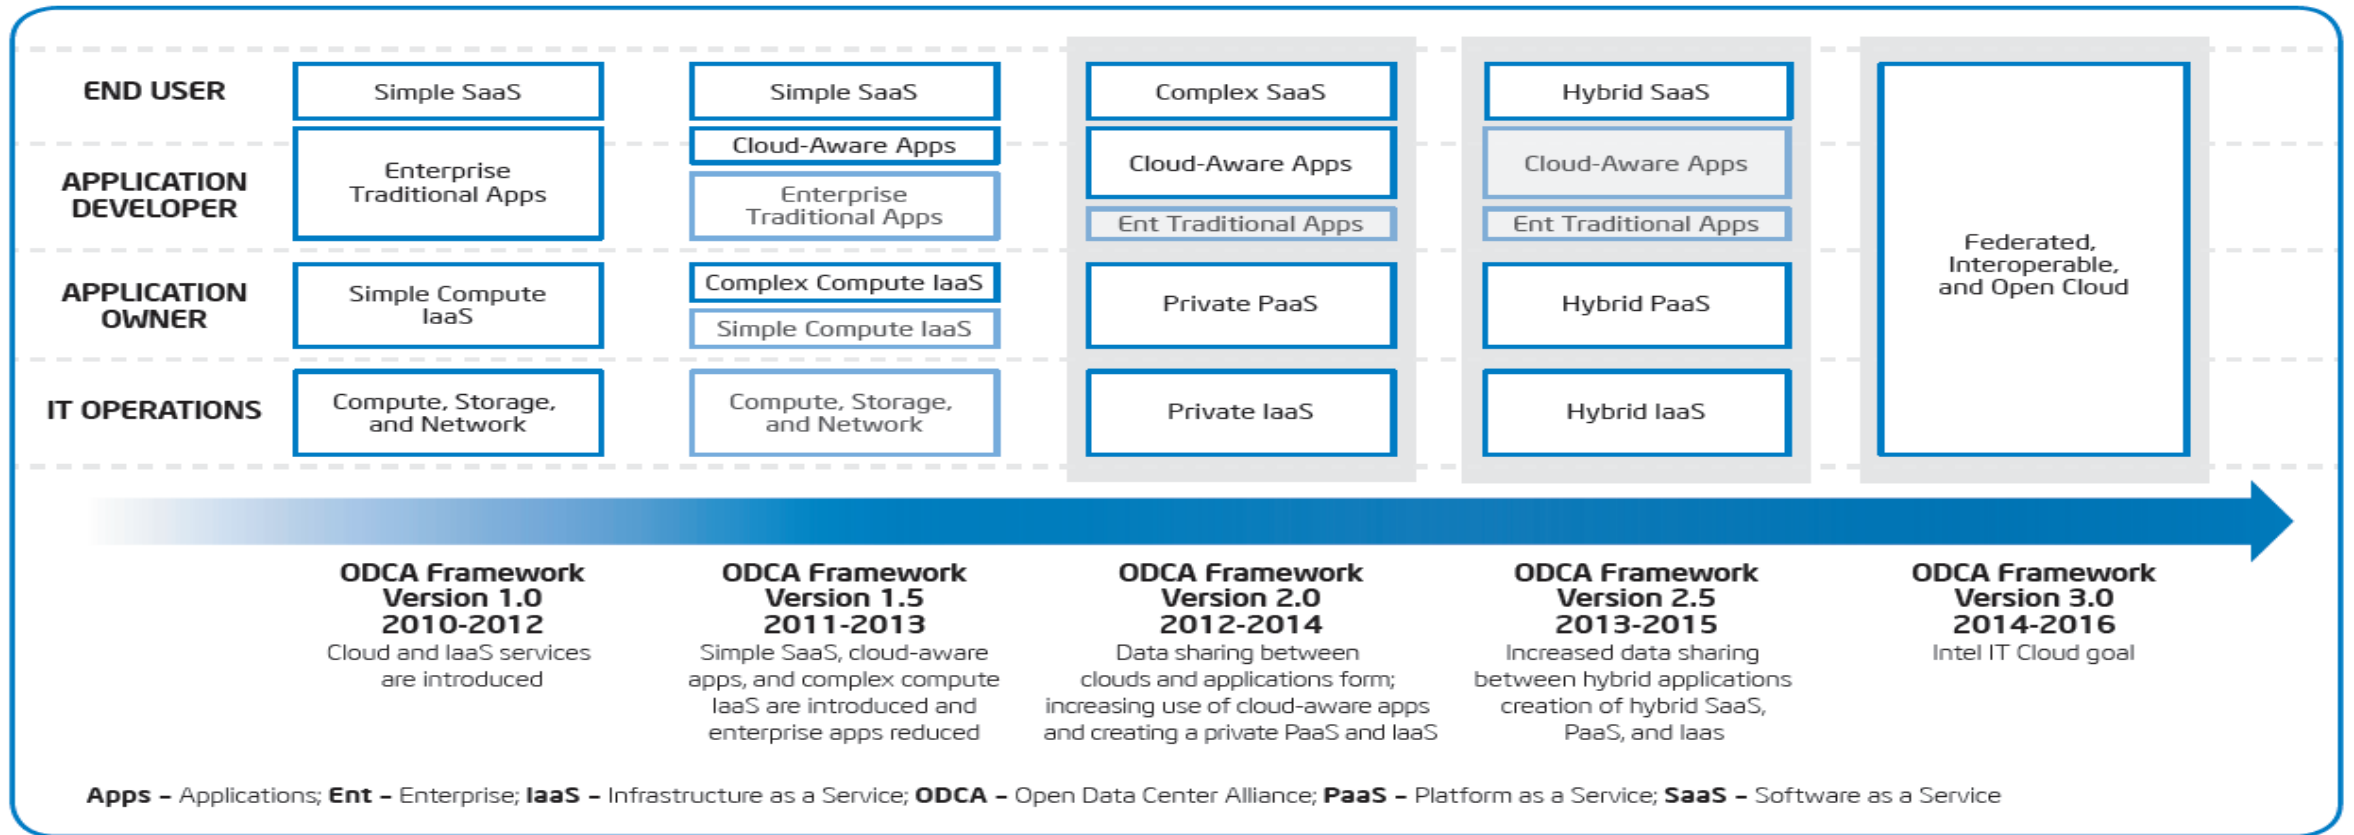 END USER
Simple SaaS
Simple SaaS
Complex SaaS
Hybrid SaaS
APPLICATION
DEVELOPER
Enterprise
Traditional Apps
Cloud-Aware Apps
Enterprise
Traditional Apps
Cloud-Aware Apps
Ent Traditional Apps
Cloud-Aware Apps
Ent Traditional Apps
APPLICATION
OWNER
Simple Compute
IaaS
Complex Compute IaaS
Simple Compute IaaS
Private PaaS
Hybrid PaaS
IT OPERATIONS
Compute, Storage,
and Network
Compute, Storage,
and Network
Private IaaS
Hybrid IaaS
Federated,
Interoperable,
and Open Cloud
ODCA Framework
Version 1.0
2010-2012
Cloud and IaaS services
are introduced
ODCA Framework
Version 1.5
2011-2013
Simple SaaS, cloud-aware
apps, and complex compute
IaaS are introduced and
enterprise apps reduced
ODCA Framework
Version 2.0
2012-2014
Data sharing between
clouds and applications form;
increasing use of cloud-aware apps
and creating a private PaaS and IaaS
ODCA Framework
Version 2.5
2013-2015
Increased data sharing
between hybrid applications
creation of hybrid SaaS,
PaaS, and Iaas
ODCA Framework
Version 3.0
2014-2016
Intel IT Cloud goal
Apps – Applications; Ent – Enterprise; IaaS – Infrastructure as a Service; ODCA – Open Data Center Alliance; PaaS – Platform as a Service; SaaS – Software as a Service